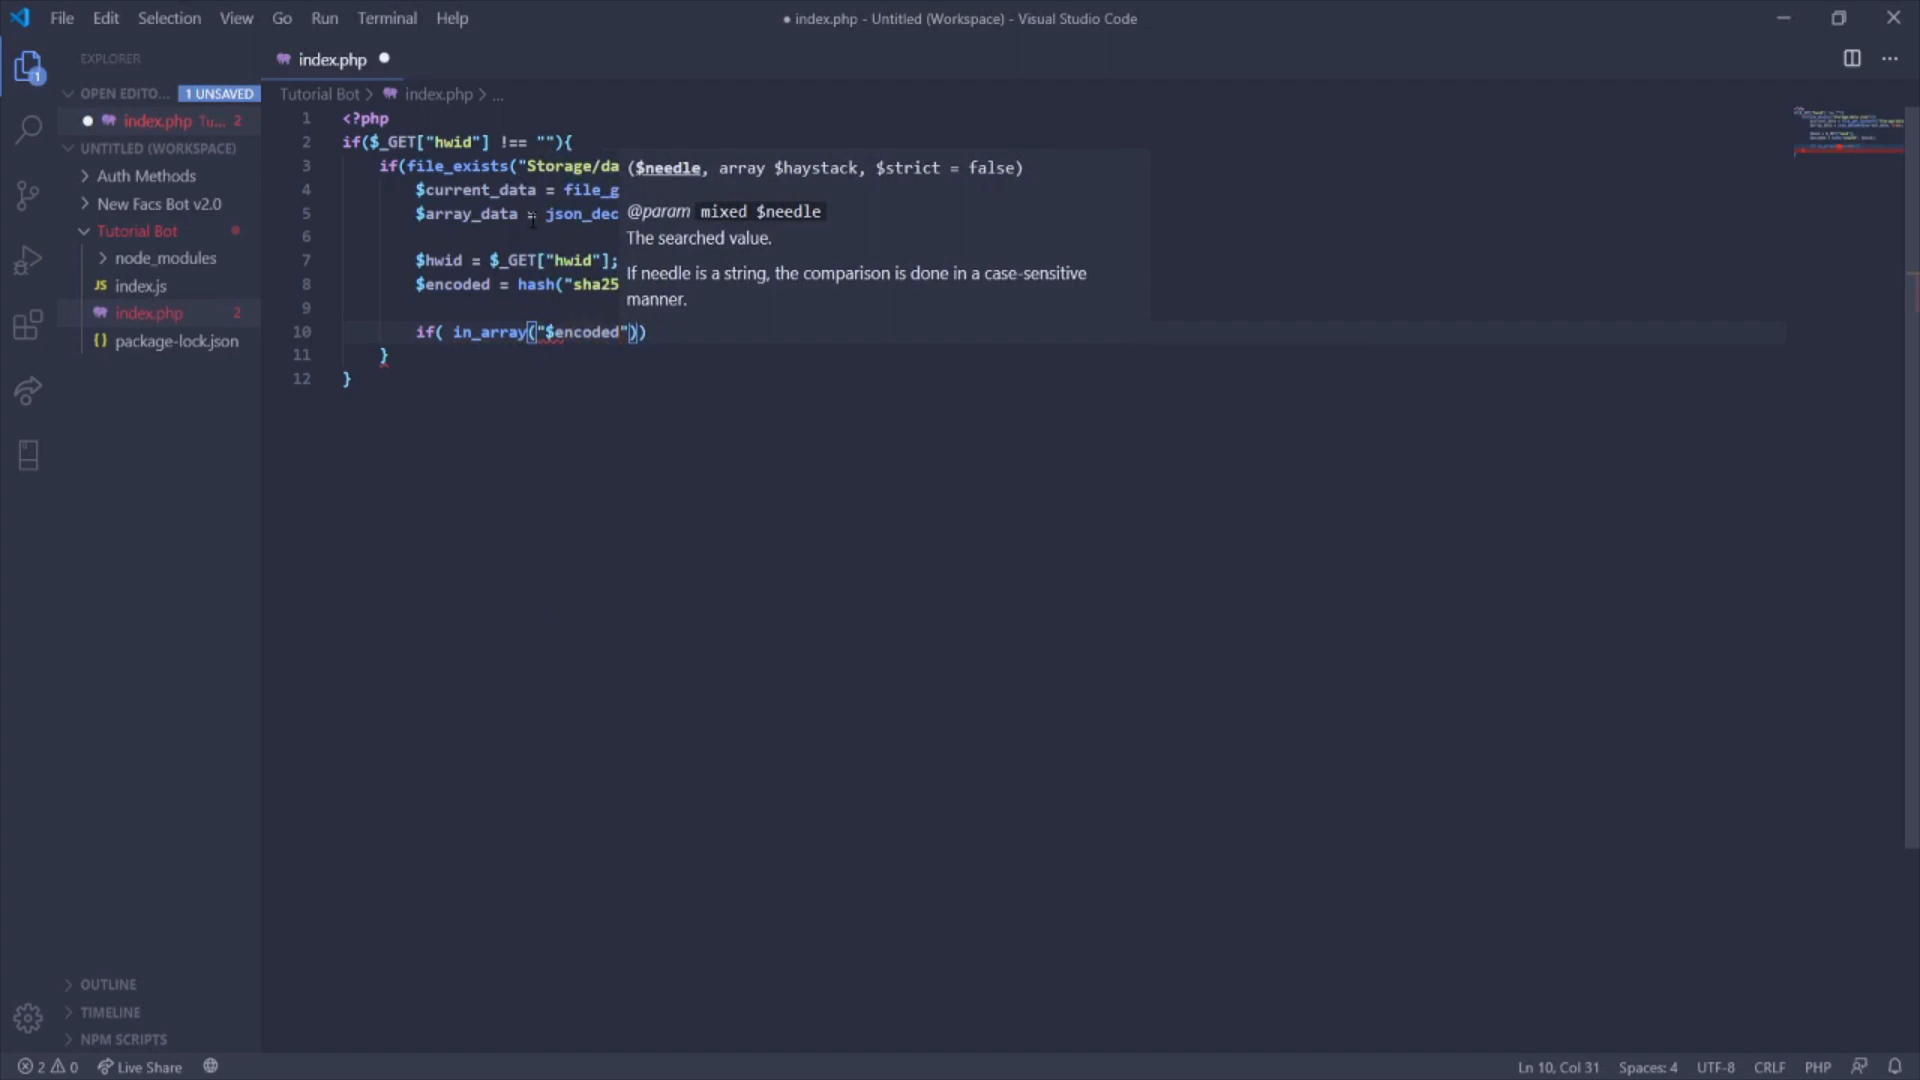 File Edit Selection View Go Run Terminal Help
● index.php - Untitled (Workspace) - Visual Studio Code
EXPLORER
index.php ●
OPEN EDITO... 1 UNSAVED
● index.php Tu... 2
UNTITLED (WORKSPACE)
Auth Methods
New Facs Bot v2.0
Tutorial Bot
node_modules
JS index.js
index.php 2
{} package-lock.json
1
Tutorial Bot > index.php > ...
1 <?php
2 if($_GET["hwid"] !== ""){
3 if(file_exists("Storage/da
4 $current_data = file_g
5 $array_data = json_dec
6
7 $hwid = $_GET["hwid"];
8 $encoded = hash("sha25
9
10 if( in_array("$encoded"))
11 }
12 }
($needle, array $haystack, $strict = false)
@param mixed $needle
The searched value.
If needle is a string, the comparison is done in a case-sensitive
manner.
OUTLINE
TIMELINE
NPM SCRIPTS
2 0 Live Share
Ln 10, Col 31 Spaces: 4 UTF-8 CRLF PHP